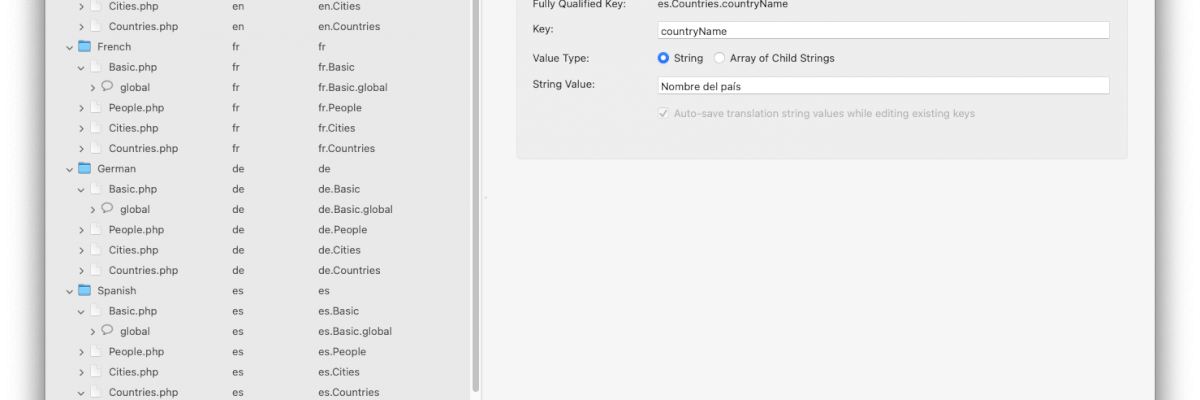 Cities.php en en.Cities
Countries.php en en.Countries
French fr fr
Basic.php fr fr.Basic
global fr fr.Basic.global
People.php fr fr.People
Cities.php fr fr.Cities
Countries.php fr fr.Countries
German de de
Basic.php de de.Basic
global de de.Basic.global
People.php de de.People
Cities.php de de.Cities
Countries.php de de.Countries
Spanish es es
Basic.php es es.Basic
global es es.Basic.global
People.php es es.People
Cities.php es es.Cities
Countries.php es es.Countries
Fully Qualified Key: es.Countries.countryName
Key: countryName
Value Type: String Array of Child Strings
String Value: Nombre del país
Auto-save translation string values while editing existing keys